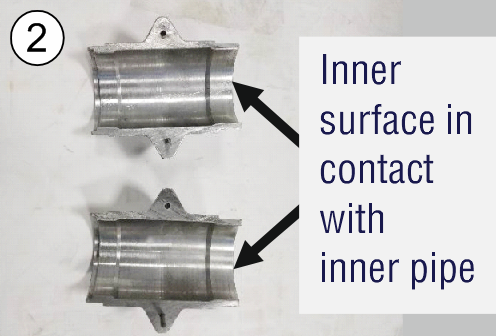 2
Inner
surface in
contact
with
inner pipe